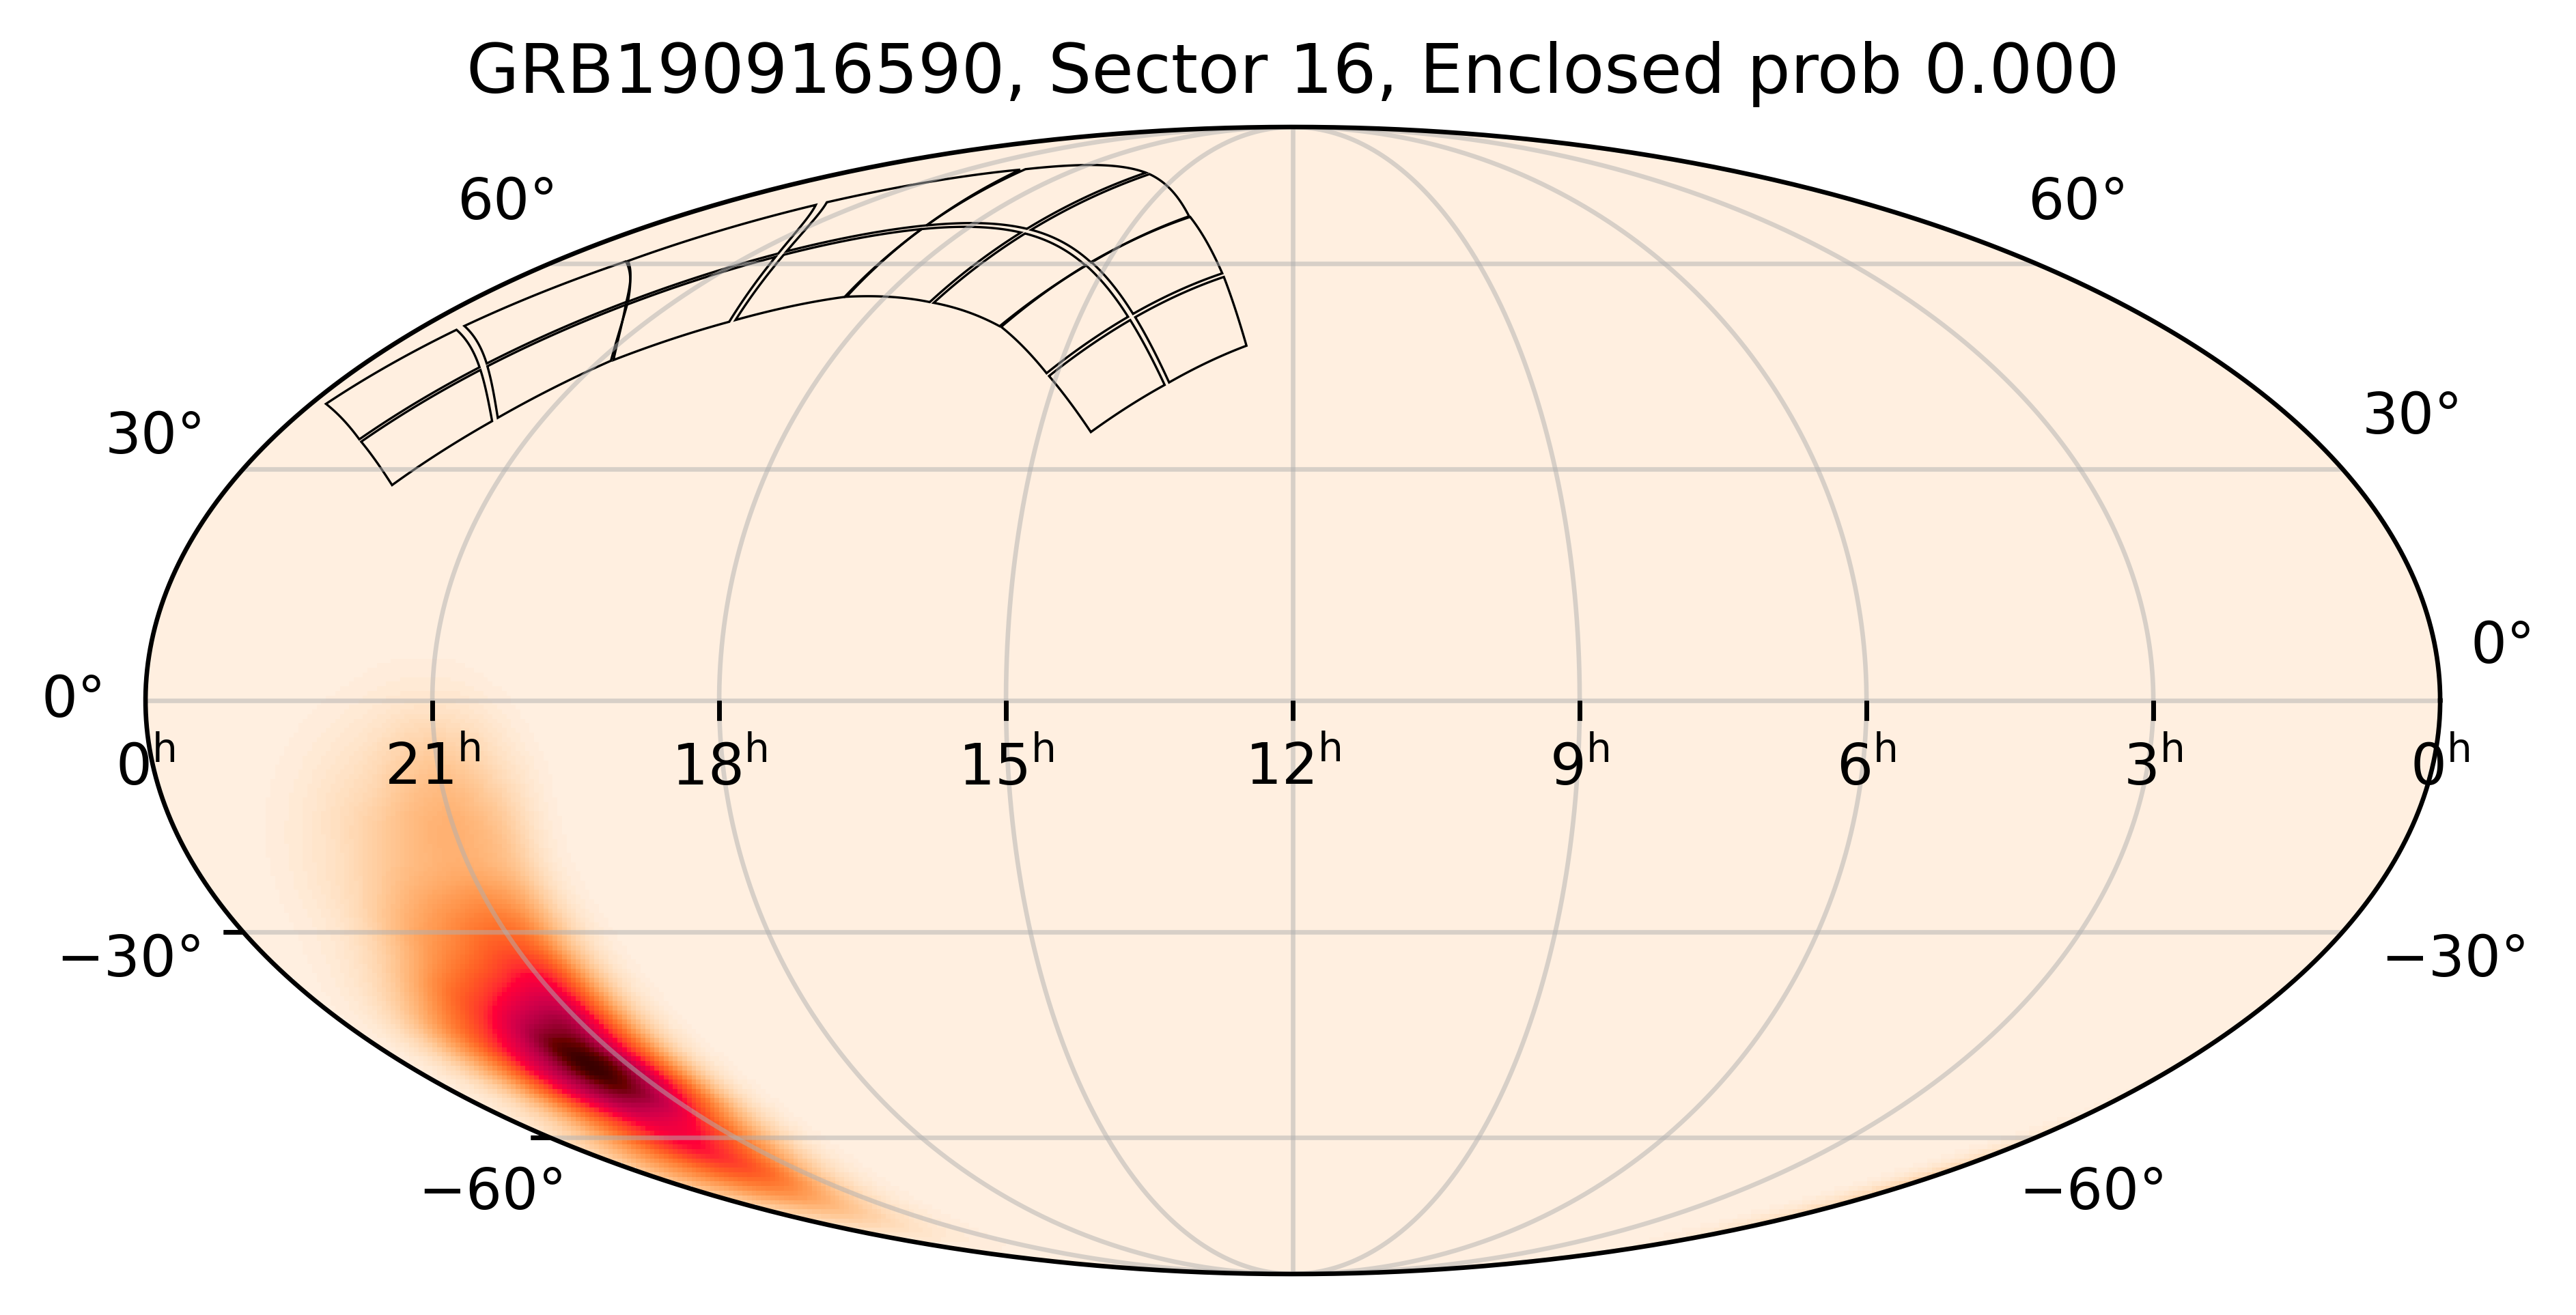 GRB190916590, Sector 16, Enclosed prob 0.000
60° 60°
30° 30°
0° 0°
0ʰ 21ʰ 18ʰ 15ʰ 12ʰ 9ʰ 6ʰ 3ʰ 0ʰ
−30° −30°
−60° −60°